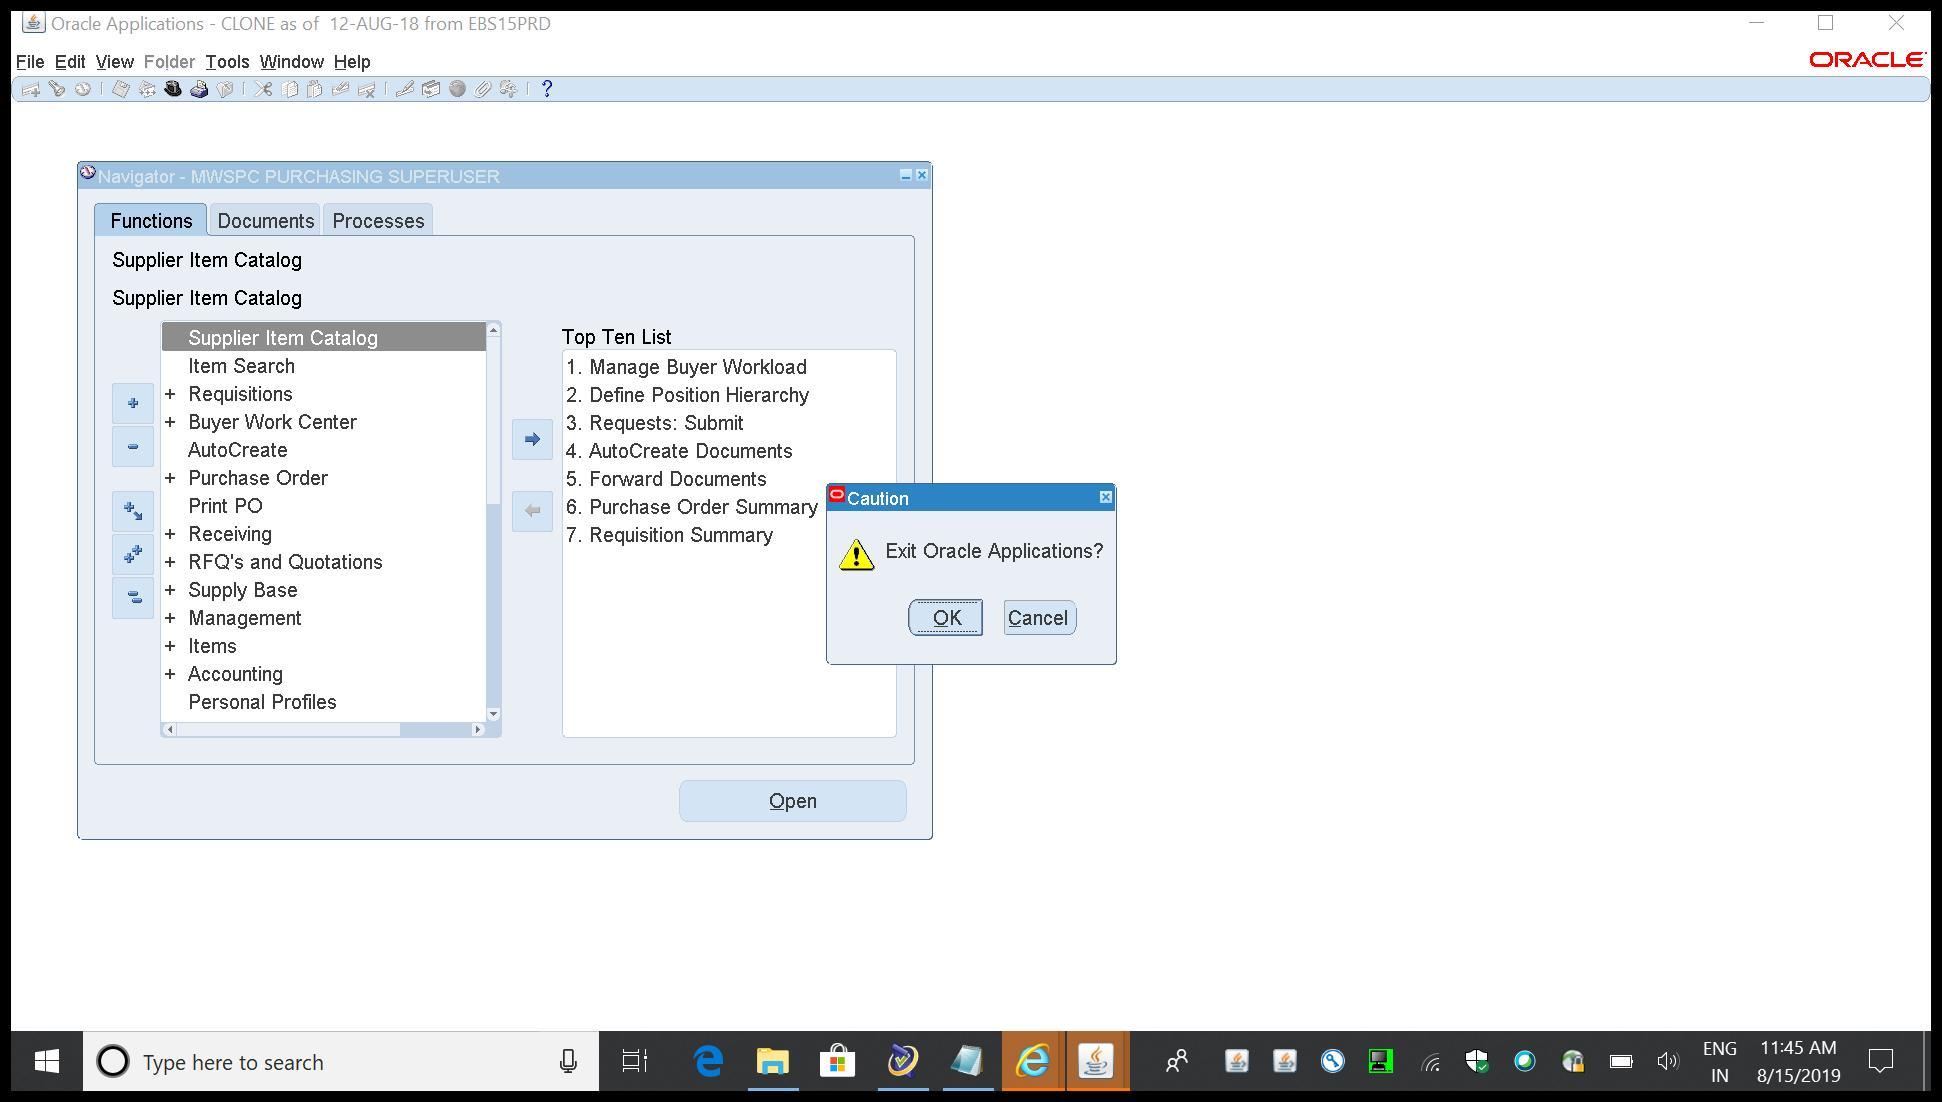 Oracle Applications - CLONE as of 12-AUG-18 from EBS15PRD
File Edit View Folder Tools Window Help
ORACLE
?
Navigator - MWSPC PURCHASING SUPERUSER
Functions Documents Processes
Supplier Item Catalog
Supplier Item Catalog
Supplier Item Catalog
Item Search
+ Requisitions
+ Buyer Work Center
AutoCreate
+ Purchase Order
Print PO
+ Receiving
+ RFQ's and Quotations
+ Supply Base
+ Management
+ Items
+ Accounting
Personal Profiles
Top Ten List
1. Manage Buyer Workload
2. Define Position Hierarchy
3. Requests: Submit
4. AutoCreate Documents
5. Forward Documents
6. Purchase Order Summary
7. Requisition Summary
Open
Caution
Exit Oracle Applications?
OK Cancel
Type here to search
ENG
IN
11:45 AM
8/15/2019